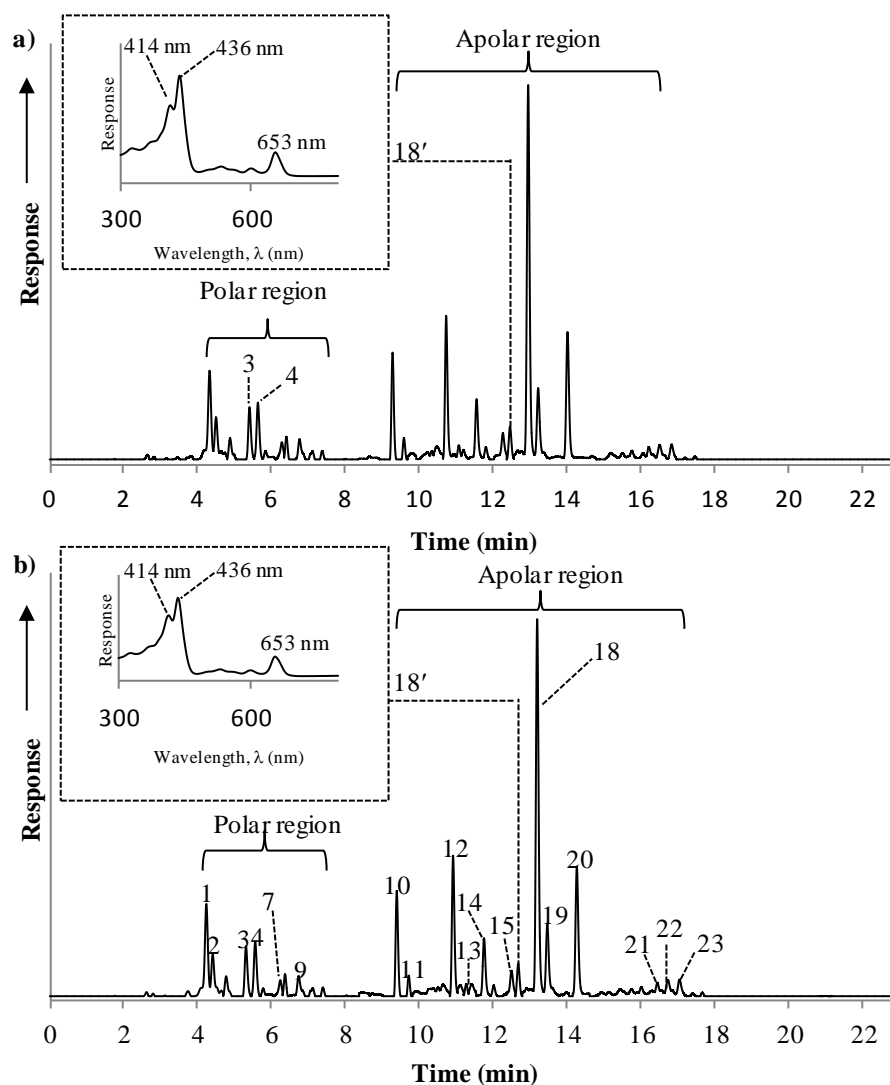 a)
414 nm
436 nm
653 nm
Response
300
600
Wavelength, λ (nm)
Apolar region
18′
Polar region
3
4
Response
0 2 4 6 8 10 12 14 16 18 20 22
Time (min)
b)
414 nm
436 nm
653 nm
Response
300
600
Wavelength, λ (nm)
Apolar region
18′
18
Polar region
1
2
3
4
7
9
10
11
12
13
14
15
19
20
21
22
23
Response
0 2 4 6 8 10 12 14 16 18 20 22
Time (min)